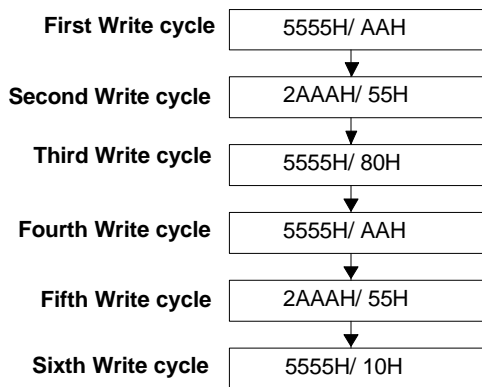 First Write cycle 5555H/ AAH
Second Write cycle 2AAAH/ 55H
Third Write cycle 5555H/ 80H
Fourth Write cycle 5555H/ AAH
Fifth Write cycle 2AAAH/ 55H
Sixth Write cycle 5555H/ 10H